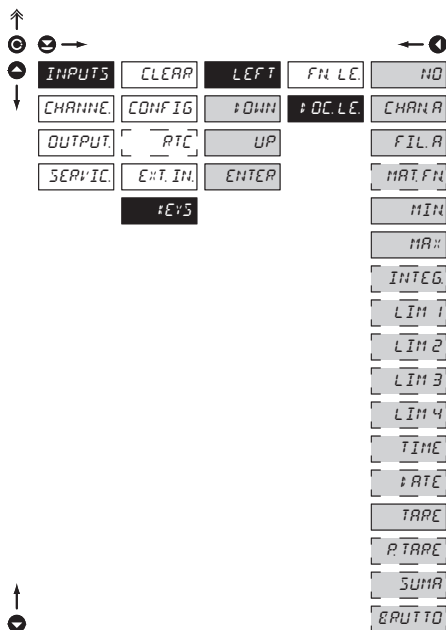 INPUTS CLEAR LEFT FN. LE. NO
CHANNE. CONFIG DOWN DOC. LE. CHAN.A
OUTPUT. RTC UP FIL. A
SERVIC. EXT. IN. ENTER MAT.FN.
KEYS MIN
MAX
INTEG.
LIM 1
LIM 2
LIM 3
LIM 4
TIME
DATE
TARE
P. TARE
SUMA
BRUTTO